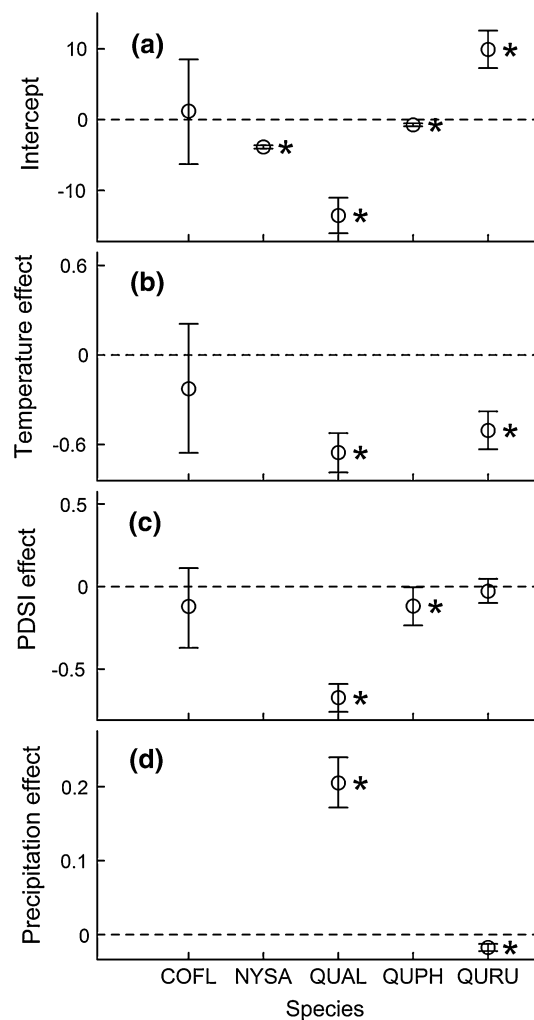 (a)
Intercept
10
0
-10
*
*
*
*
(b)
Temperature effect
0.6
0
-0.6
*
*
(c)
PDSI effect
0.5
0
-0.5
*
*
(d)
Precipitation effect
0.2
0.1
0
*
*
COFL NYSA QUAL QUPH QURU
Species